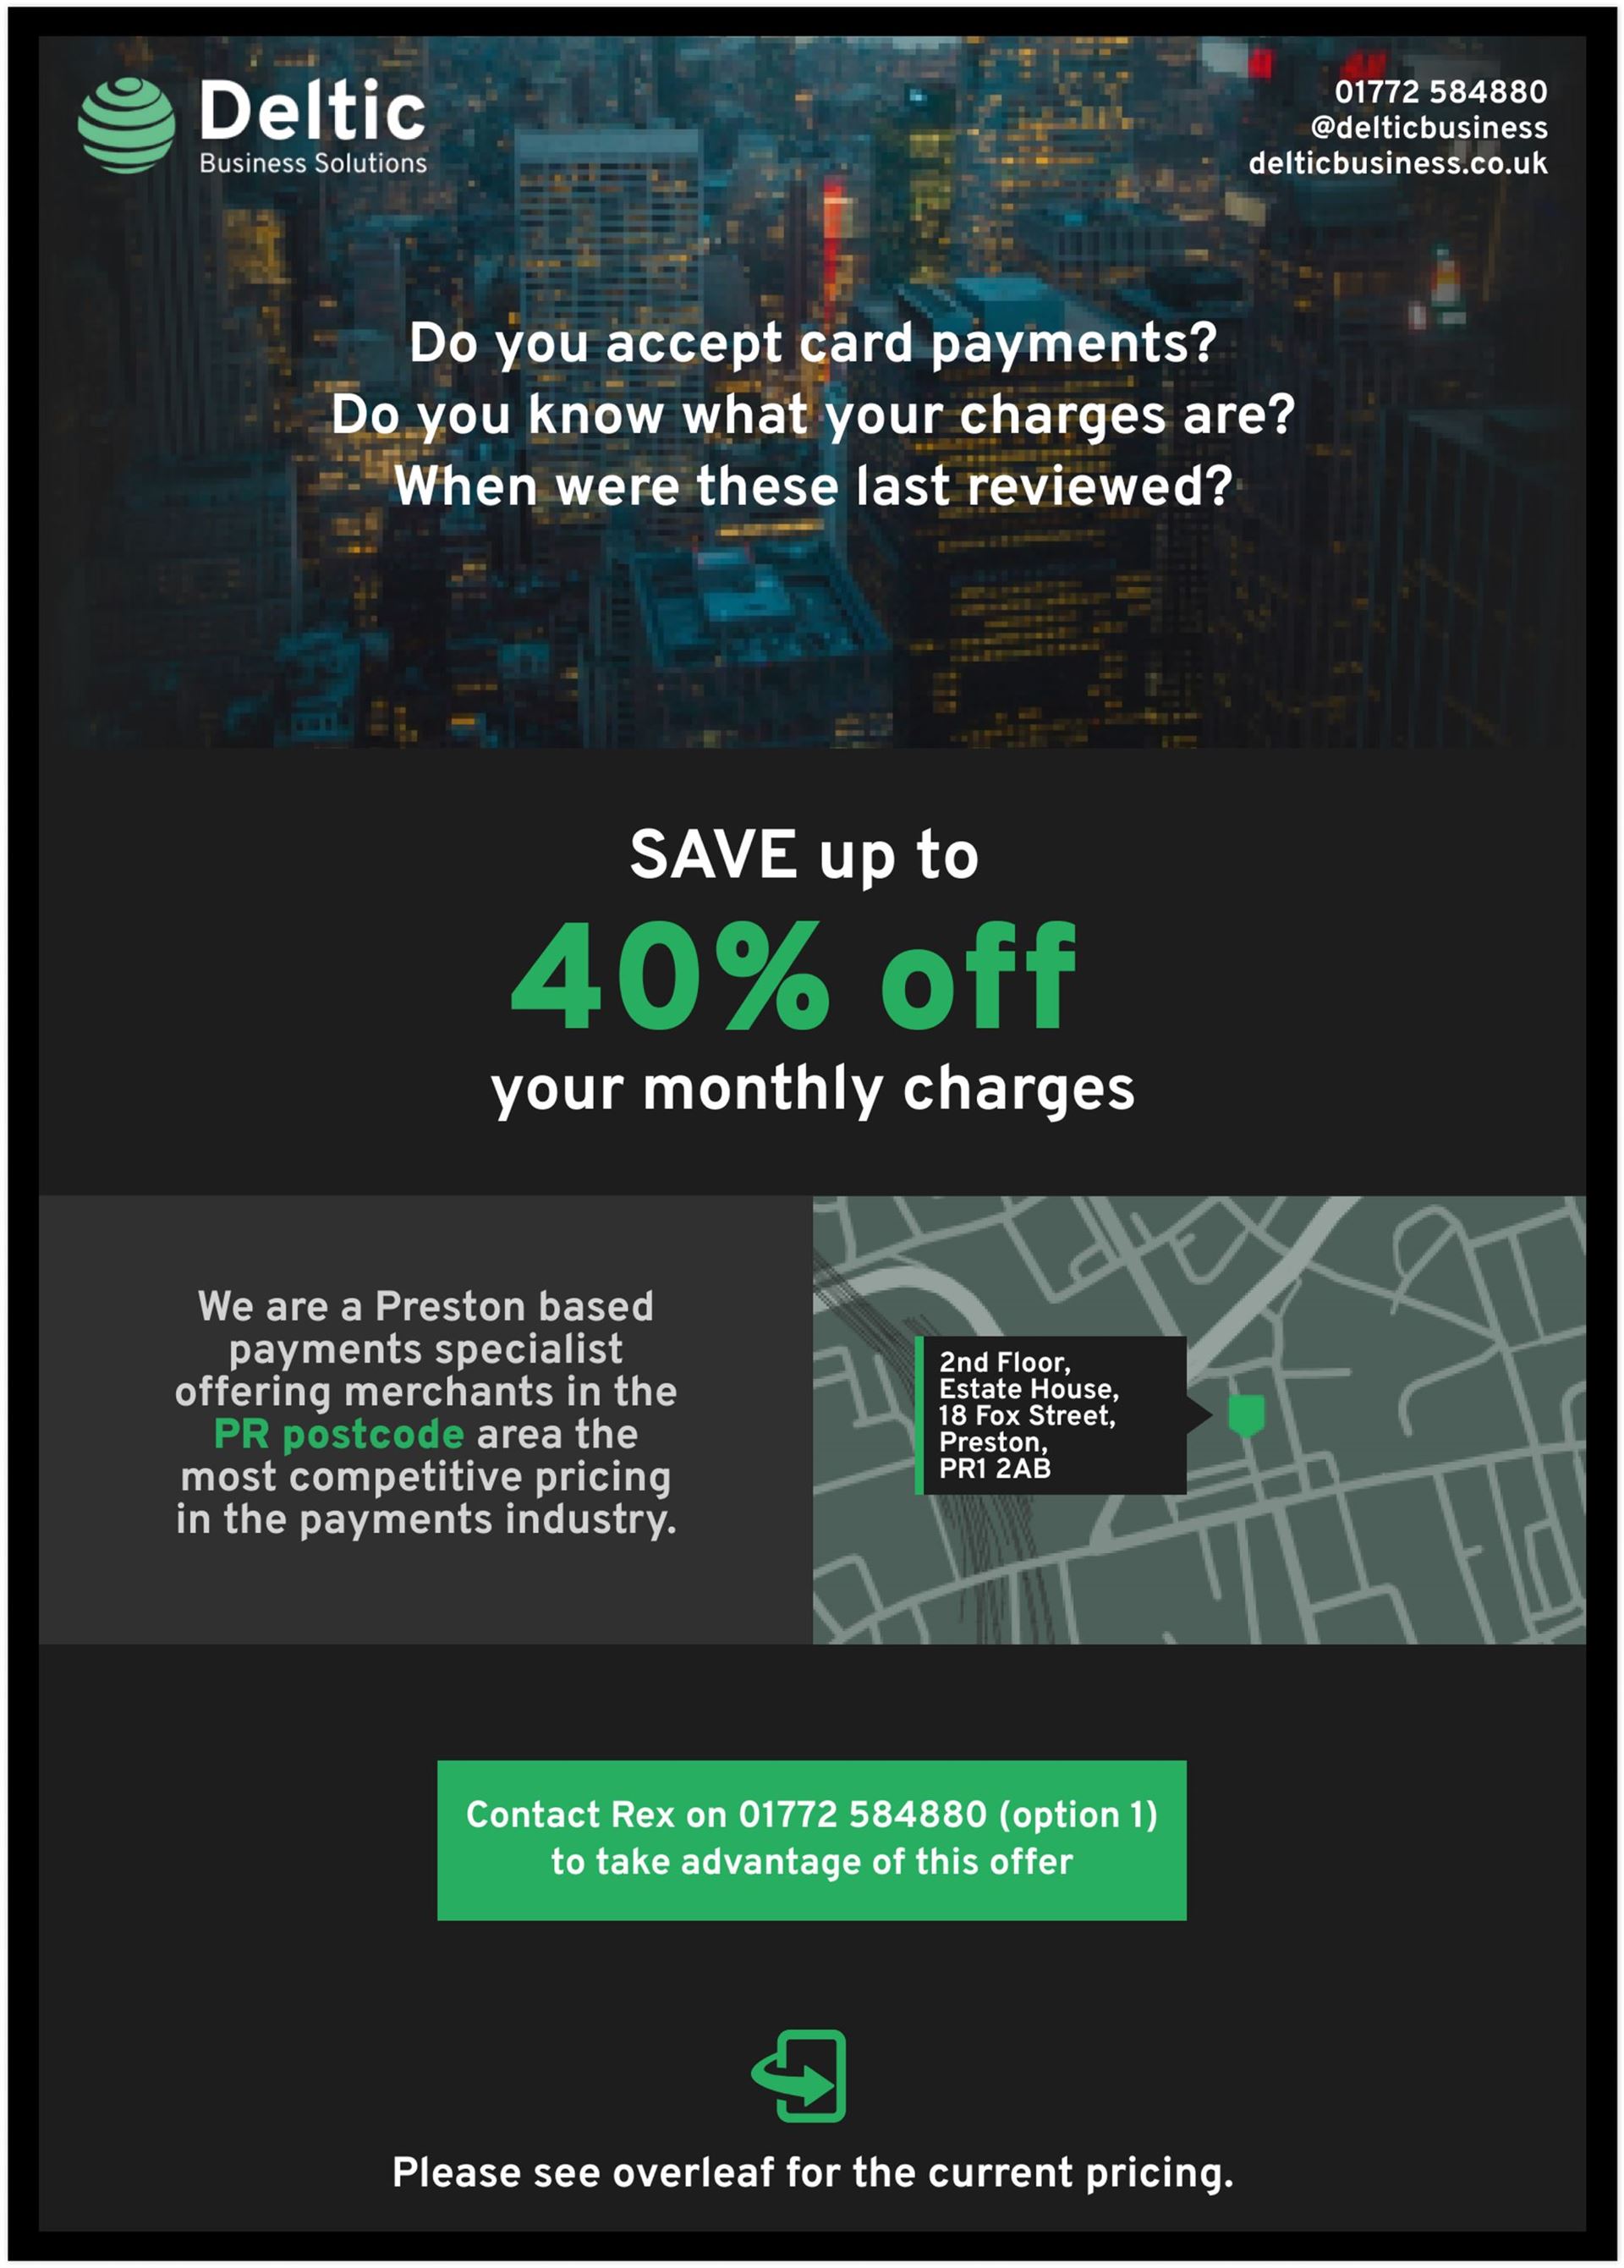 Deltic
Business Solutions
01772 584880
@delticbusiness
delticbusiness.co.uk
Do you accept card payments?
Do you know what your charges are?
When were these last reviewed?
SAVE up to
40% off
your monthly charges
We are a Preston based
payments specialist
offering merchants in the
PR postcode area the
most competitive pricing
in the payments industry.
2nd Floor,
Estate House,
18 Fox Street,
Preston,
PR1 2AB
Contact Rex on 01772 584880 (option 1)
to take advantage of this offer
Please see overleaf for the current pricing.